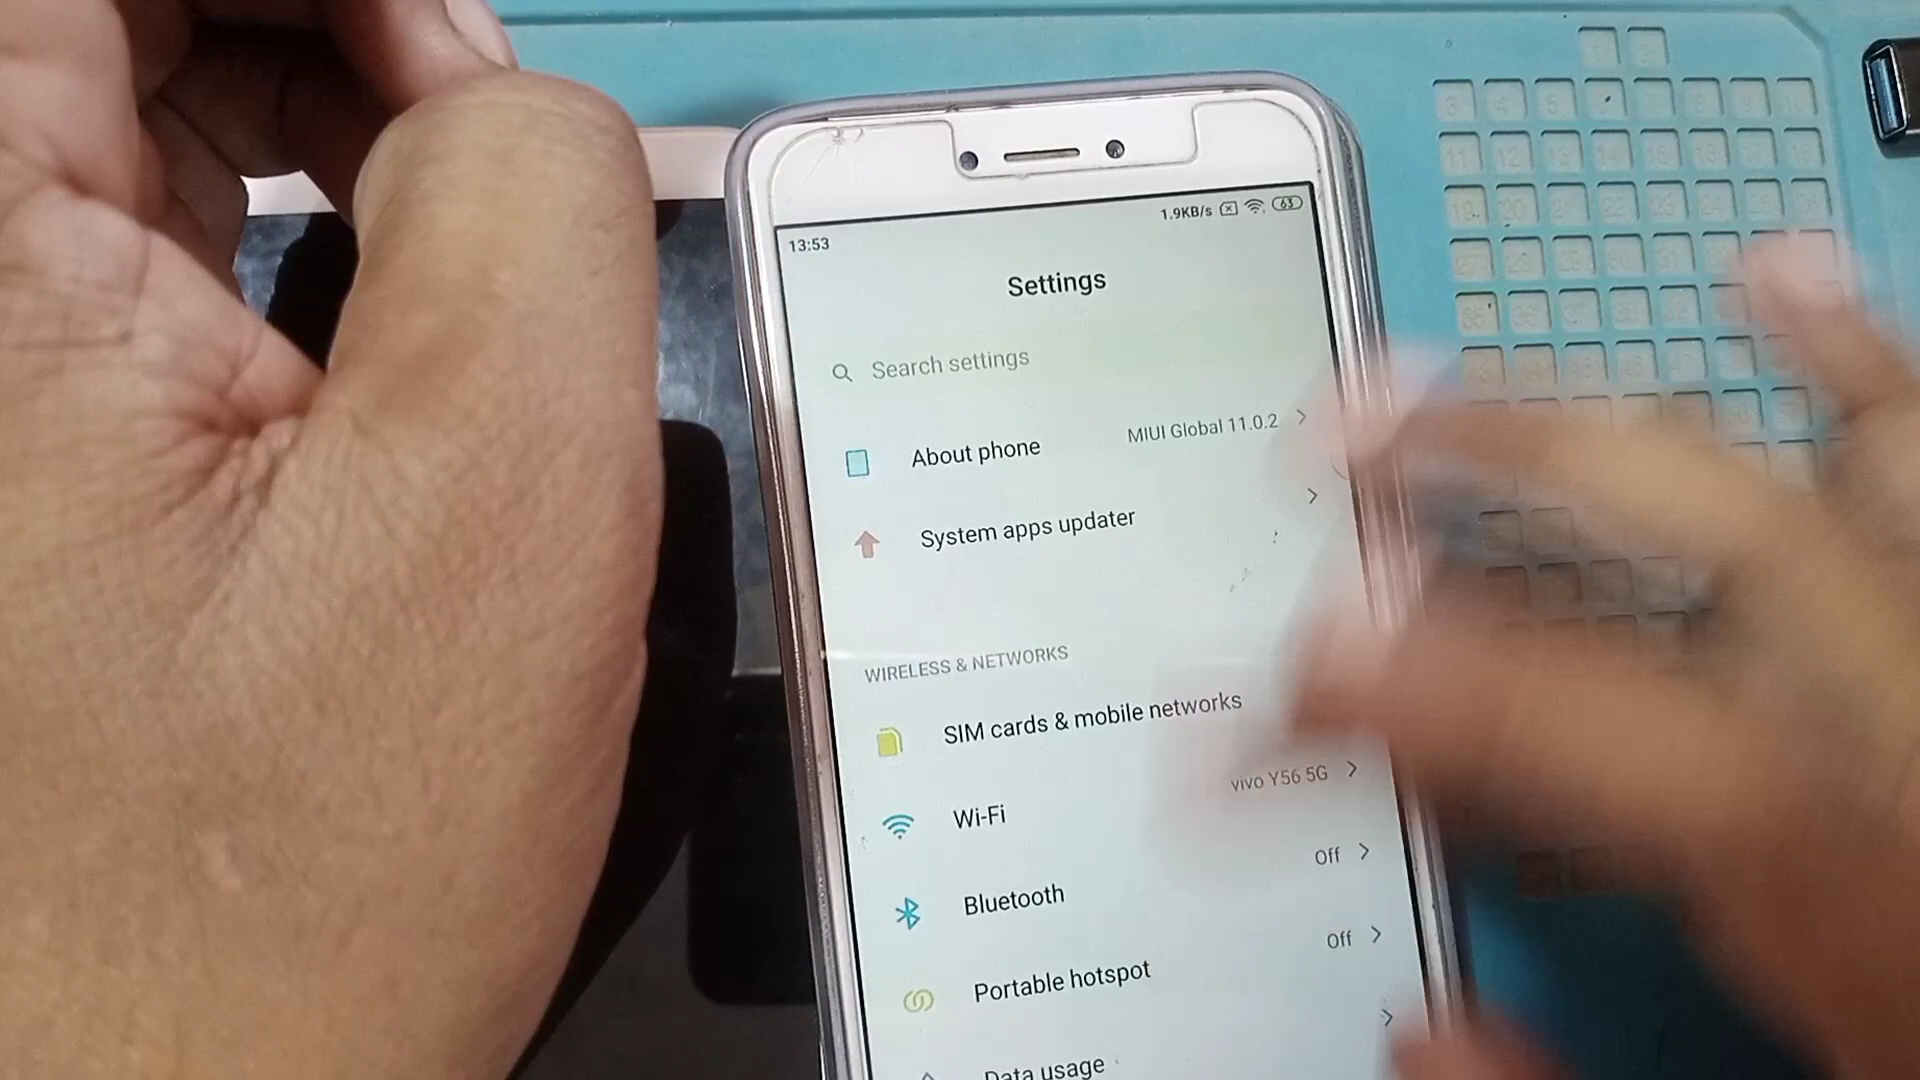 13:53
1.9KB/s
63
Settings
Search settings
About phone
MIUI Global 11.0.2
System apps updater
WIRELESS & NETWORKS
SIM cards & mobile networks
Wi-Fi
vivo Y56 5G
Bluetooth
Off
Portable hotspot
Off
Data usage